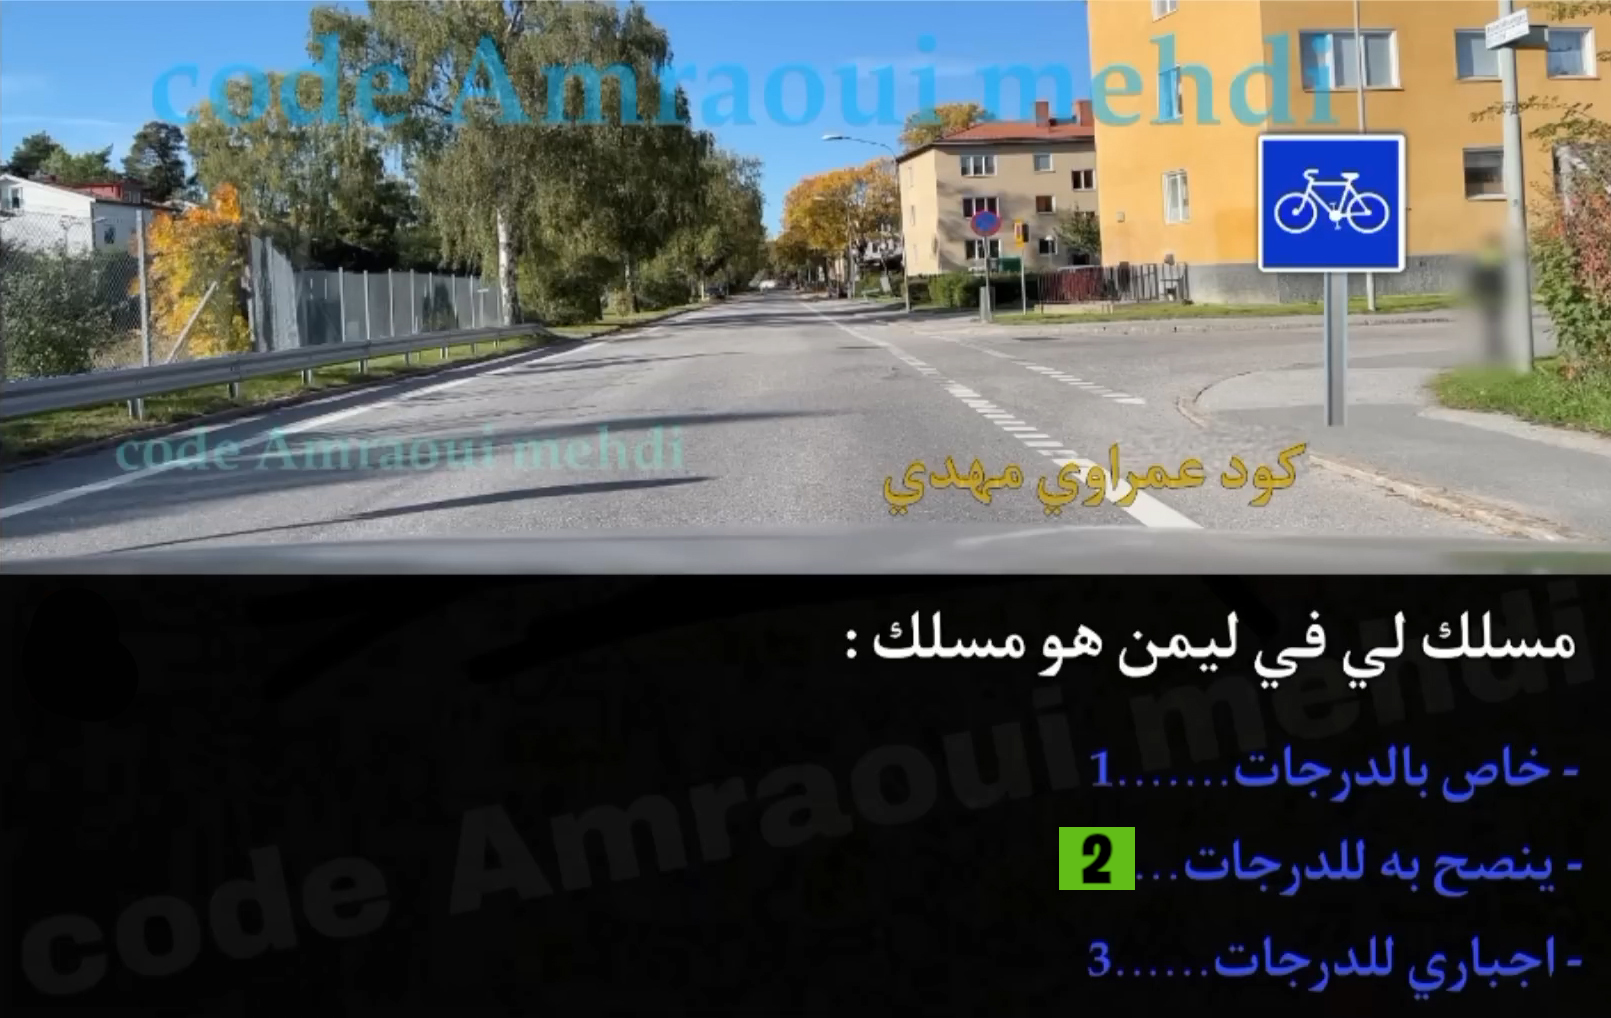 code Amraoui mehdi
code Amraoui mehdi
كود عمراوي مهدي
مسلك لي في ليمن هو مسلك :
- خاص بالدرجات.......1
- ينصح به للدرجات...2
- اجباري للدرجات......3
code Amraoui mehdi